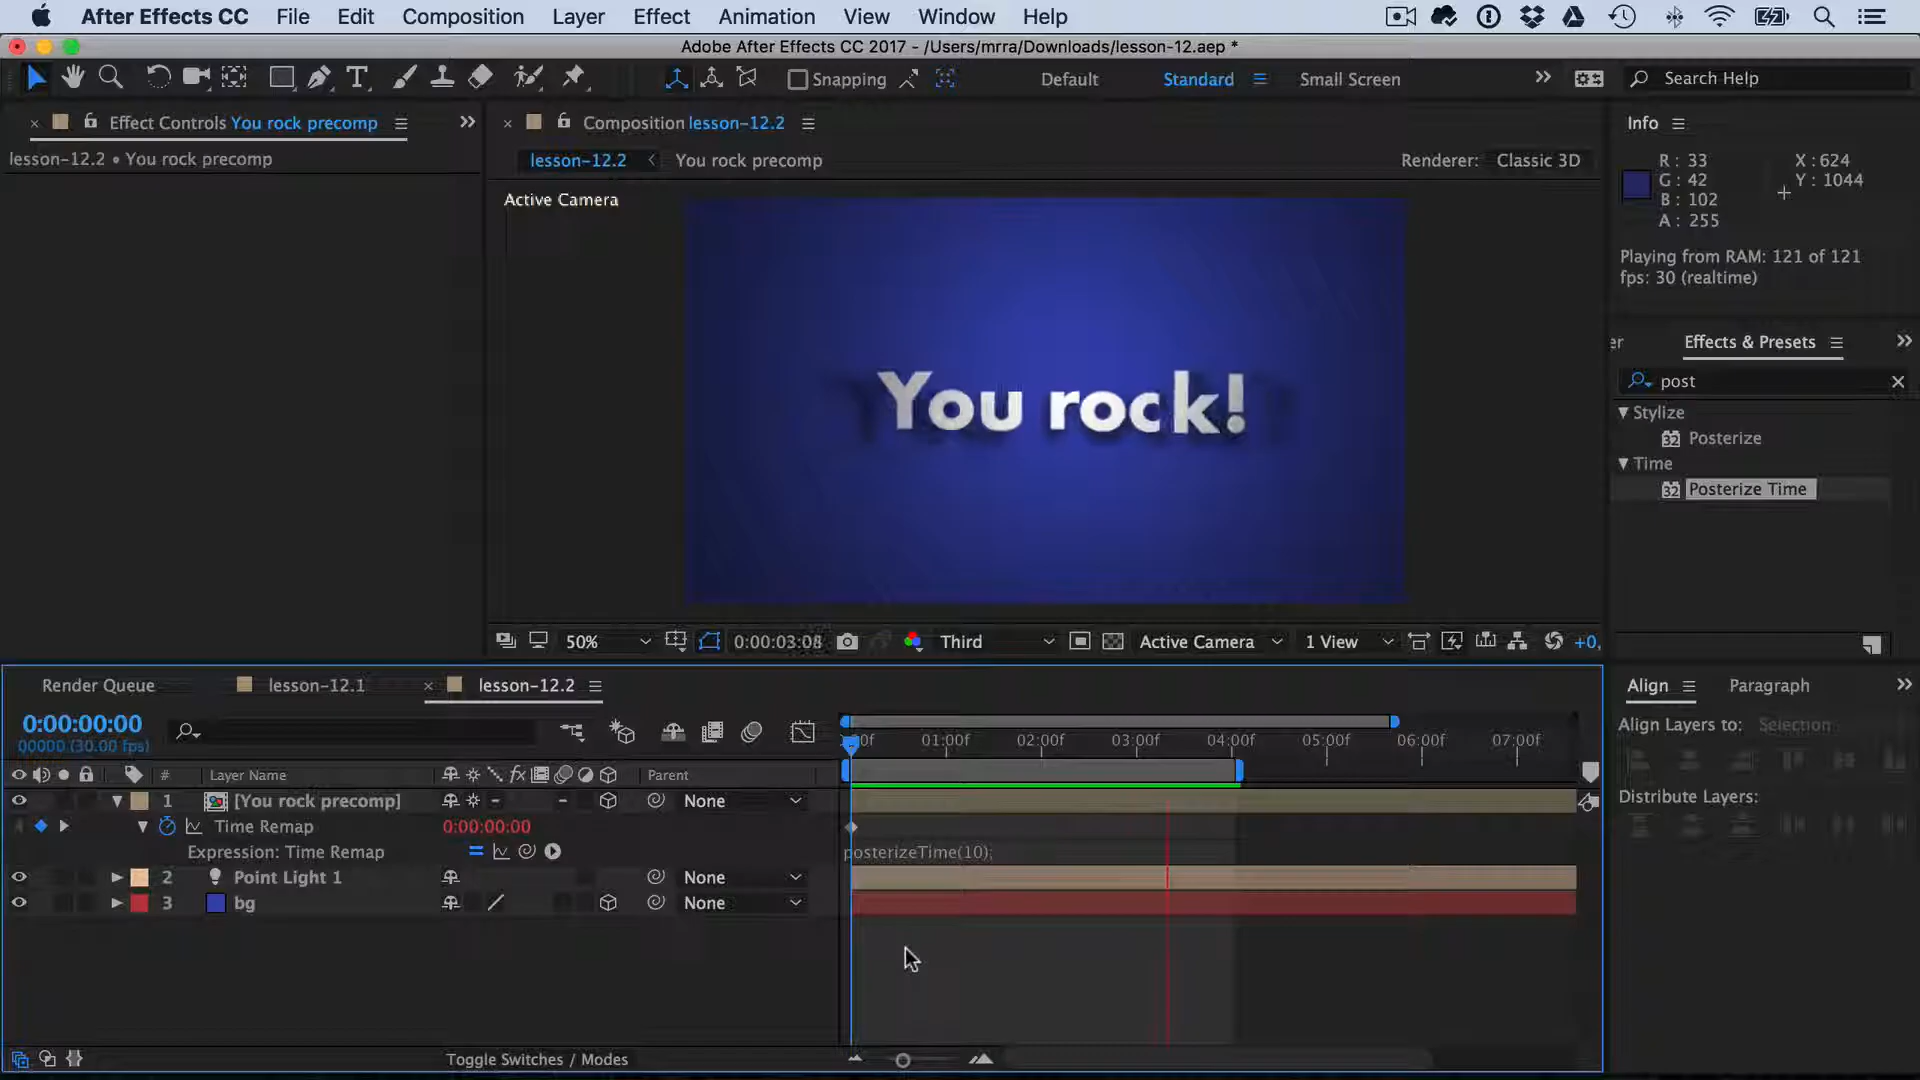 After Effects CC File Edit Composition Layer Effect Animation View Window Help
Adobe After Effects CC 2017 - /Users/mrra/Downloads/lesson-12.aep *
Snapping Default Standard Small Screen Search Help
Effect Controls You rock precomp
lesson-12.2 • You rock precomp
Composition lesson-12.2
lesson-12.2 You rock precomp Renderer: Classic 3D
Active Camera
You rock!
50% 0:00:03:08 Third Active Camera 1 View +0,
Info
R: 33 X: 624
G: 42 Y: 1044
B: 102
A: 255
Playing from RAM: 121 of 121
fps: 30 (realtime)
er Effects & Presets
post
Stylize
32 Posterize
Time
32 Posterize Time
Render Queue lesson-12.1 lesson-12.2
0:00:00:00
00000 (30.00 fps)
00f 01:00f 02:00f 03:00f 04:00f 05:00f 06:00f 07:00f
# Layer Name fx Parent
1 [You rock precomp] None
Time Remap 0:00:00:00
Expression: Time Remap posterizeTime(10);
2 Point Light 1 None
3 bg None
Toggle Switches / Modes
Align Paragraph
Align Layers to: Selection
Distribute Layers: